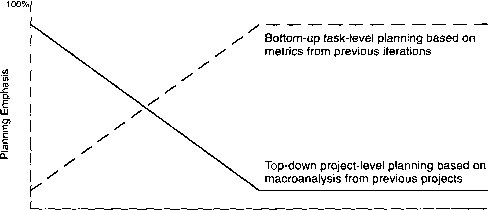 100%
Planning Emphasis
Bottom-up task-level planning based on
metrics from previous iterations
Top-down project-level planning based on
macroanalysis from previous projects